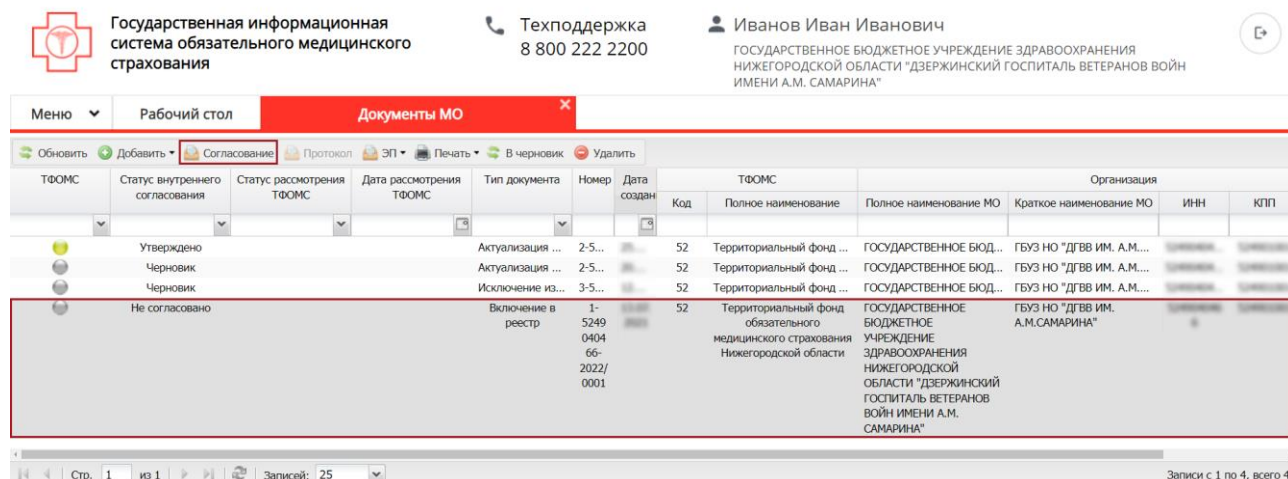 Государственная информационная
система обязательного медицинского
страхования
Техподдержка
8 800 222 2200
Иванов Иван Иванович
ГОСУДАРСТВЕННОЕ БЮДЖЕТНОЕ УЧРЕЖДЕНИЕ ЗДРАВООХРАНЕНИЯ
НИЖЕГОРОДСКОЙ ОБЛАСТИ "ДЗЕРЖИНСКИЙ ГОСПИТАЛЬ ВЕТЕРАНОВ ВОЙН
ИМЕНИ А.М. САМАРИНА"
Меню Рабочий стол Документы МО
Обновить Добавить Согласование Протокол ЭП Печать В черновик Удалить
ТФОМС Статус внутреннего согласования Статус рассмотрения ТФОМС Дата рассмотрения ТФОМС Тип документа Номер Дата создан ТФОМС Организация
Код Полное наименование Полное наименование МО Краткое наименование МО ИНН КПП
Утверждено Актуализация ... 2-5... 52 Территориальный фонд ... ГОСУДАРСТВЕННОЕ БЮД... ГБУЗ НО "ДГВВ ИМ. А.М....
Черновик Актуализация ... 2-5... 52 Территориальный фонд ... ГОСУДАРСТВЕННОЕ БЮД... ГБУЗ НО "ДГВВ ИМ. А.М....
Черновик Исключение из... 3-5... 52 Территориальный фонд ... ГОСУДАРСТВЕННОЕ БЮД... ГБУЗ НО "ДГВВ ИМ. А.М....
Не согласовано Включение в 1- 52 Территориальный фонд ГОСУДАРСТВЕННОЕ ГБУЗ НО "ДГВВ ИМ.
реестр 5249 обязательного БЮДЖЕТНОЕ А.М.САМАРИНА"
0404 медицинского страхования УЧРЕЖДЕНИЕ
66- Нижегородской области ЗДРАВООХРАНЕНИЯ
2022/ НИЖЕГОРОДСКОЙ
0001 ОБЛАСТИ "ДЗЕРЖИНСКИЙ
ГОСПИТАЛЬ ВЕТЕРАНОВ
ВОЙН ИМЕНИ А.М.
САМАРИНА"
Стр. 1 из 1 Записей: 25 Записи с 1 по 4, всего 4